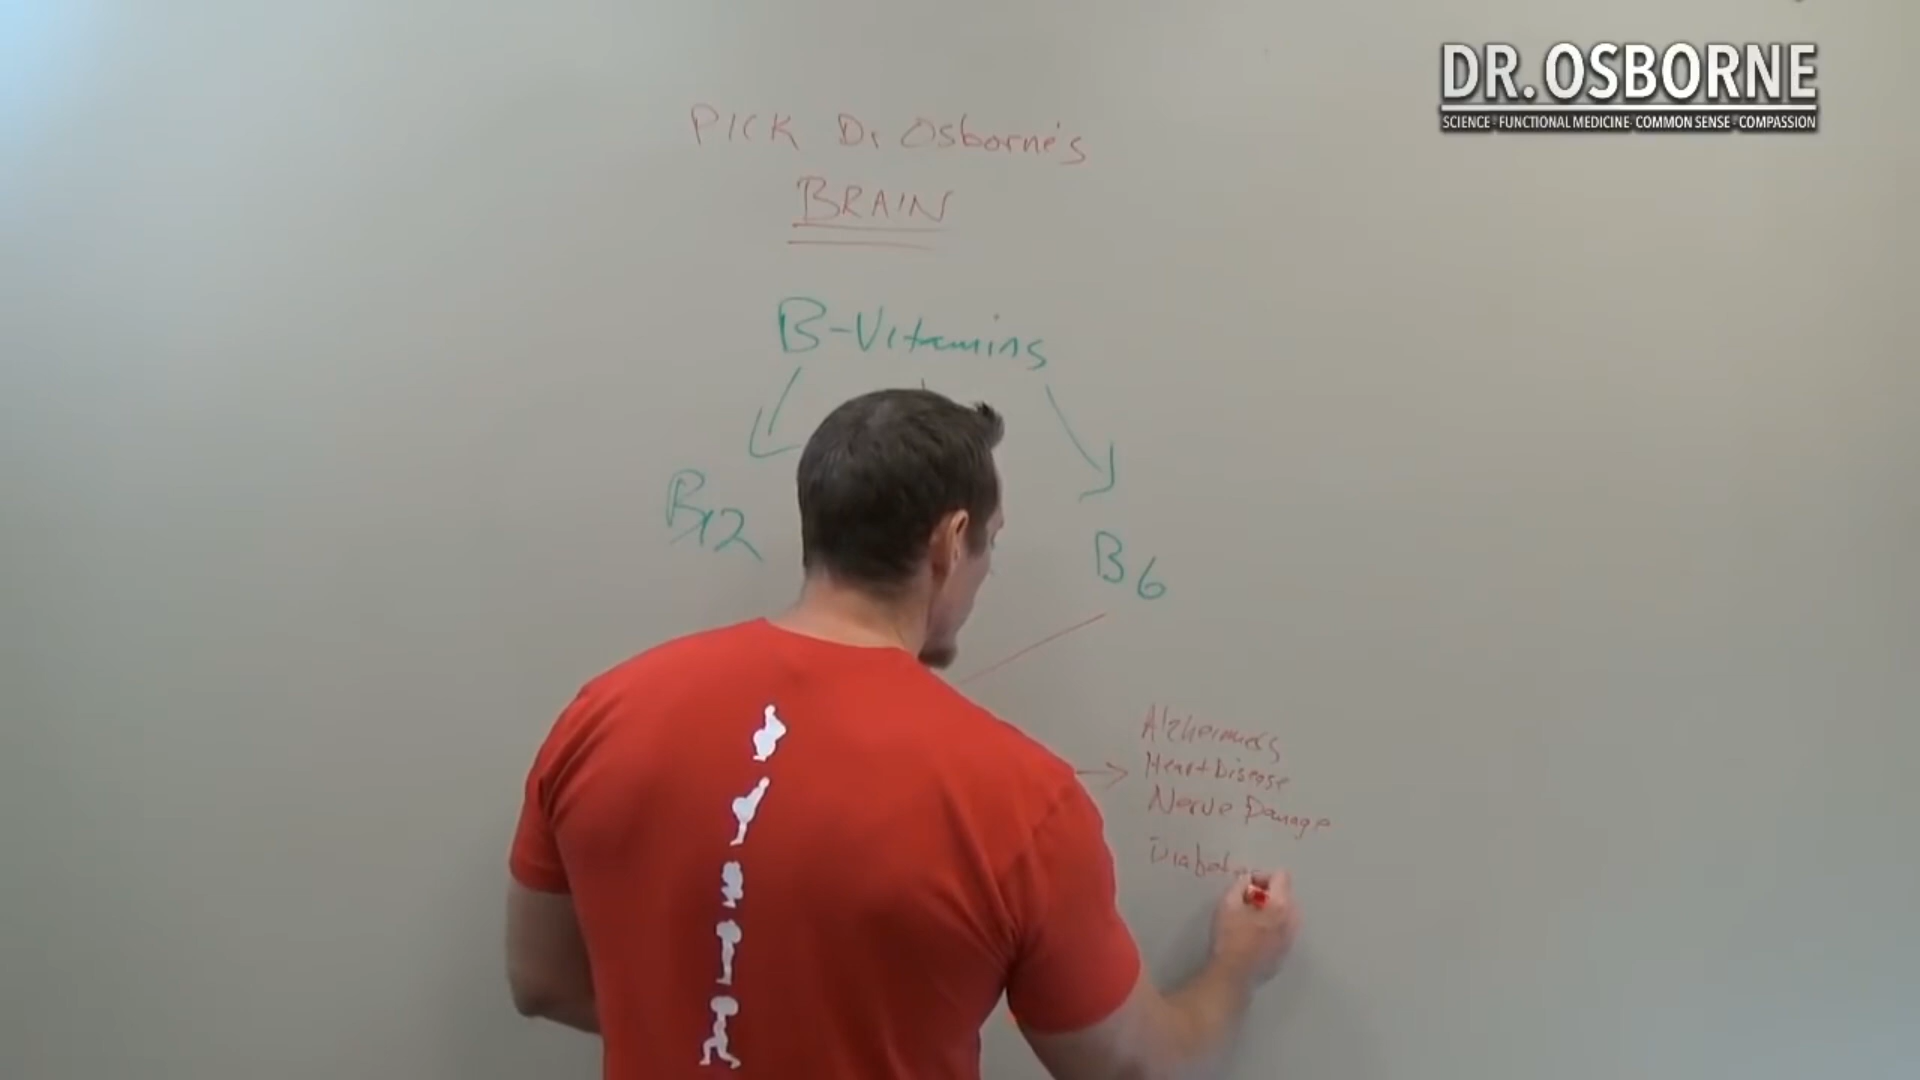 DR. OSBORNE
SCIENCE · FUNCTIONAL MEDICINE · COMMON SENSE · COMPASSION
PICK Dr Osborne's
BRAIN
B-Vitamins
B12
B6
Alzheimers
Heart Disease
Nerve Damage